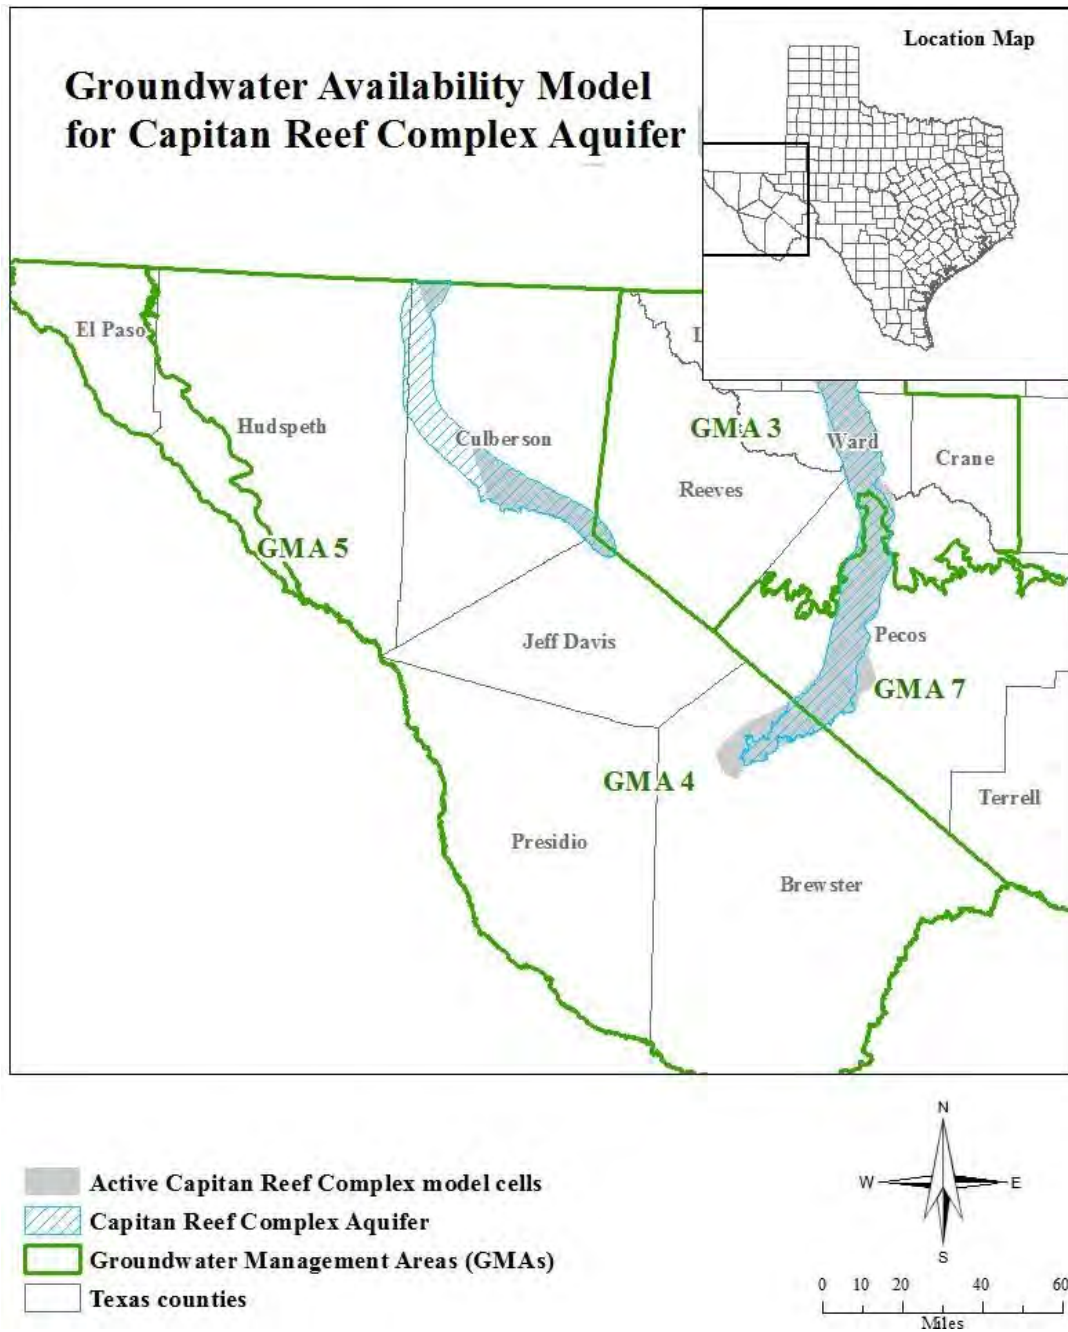 Location Map
Groundwater Availability Model
for Capitan Reef Complex Aquifer
El Paso
Hudspeth
Culberson
GMA 3
Ward
Crane
Reeves
GMA 5
Jeff Davis
Pecos
GMA 7
GMA 4
Terrell
Presidio
Brewster
N
W E
S
Active Capitan Reef Complex model cells
Capitan Reef Complex Aquifer
Groundwater Management Areas (GMAs)
Texas counties
0 10 20 40 60
Miles